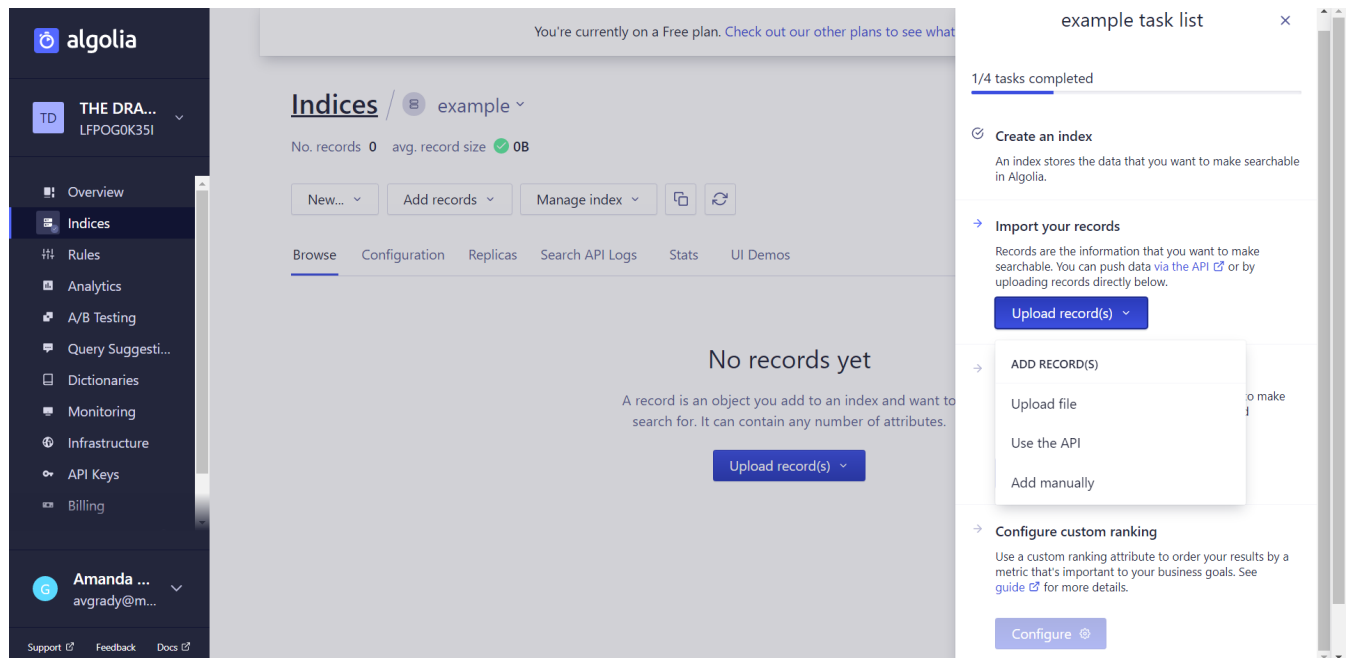 algolia
TD
THE DRA...
LFPOG0K35I
Overview
Indices
Rules
Analytics
A/B Testing
Query Suggesti...
Dictionaries
Monitoring
Infrastructure
API Keys
Billing
G
Amanda ...
avgrady@m...
Support
Feedback
Docs
You're currently on a Free plan. Check out our other plans to see what
Indices / example
No. records 0 avg. record size 0B
New... Add records Manage index
Browse Configuration Replicas Search API Logs Stats UI Demos
No records yet
A record is an object you add to an index and want to
search for. It can contain any number of attributes.
Upload record(s)
example task list
1/4 tasks completed
Create an index
An index stores the data that you want to make searchable
in Algolia.
Import your records
Records are the information that you want to make
searchable. You can push data via the API or by
uploading records directly below.
Upload record(s)
ADD RECORD(S)
Upload file
Use the API
Add manually
to make
Configure custom ranking
Use a custom ranking attribute to order your results by a
metric that's important to your business goals. See
guide for more details.
Configure